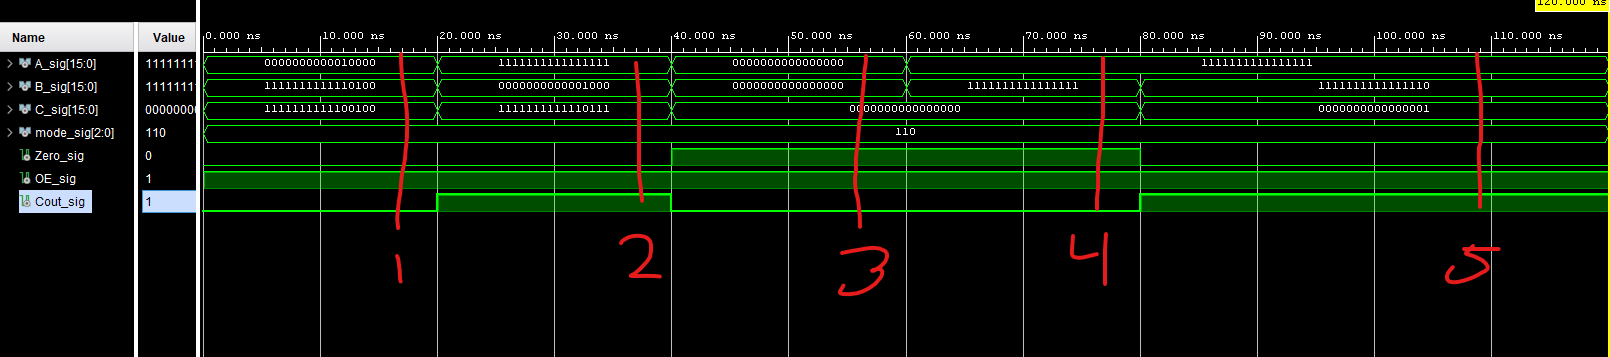 120.000 ns
Name Value
0.000 ns 10.000 ns 20.000 ns 30.000 ns 40.000 ns 50.000 ns 60.000 ns 70.000 ns 80.000 ns 90.000 ns 100.000 ns 110.000 ns
A_sig[15:0] 11111111 0000000000010000 1111111111111111 0000000000000000 1111111111111111
B_sig[15:0] 11111111 1111111111110100 0000000000001000 0000000000000000 1111111111111111 1111111111111110
C_sig[15:0] 00000000 1111111111100100 1111111111110111 0000000000000000 0000000000000001
mode_sig[2:0] 110 110
Zero_sig 0
OE_sig 1
Cout_sig 1
1 2 3 4 5